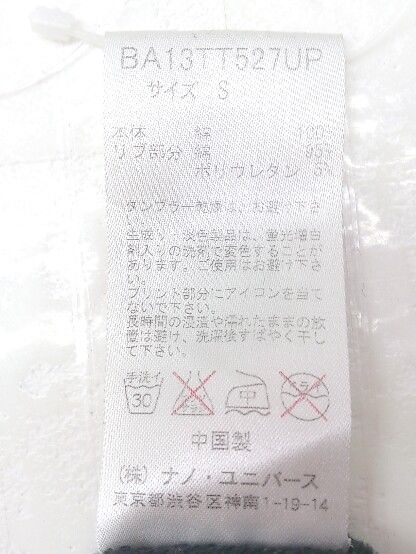 BA13TT527UP
サイズ S
本体 綿 100%
リブ部分 綿 95%
ポリウレタン 5%
タンブラー乾燥は、お避け下さ
い。
生成り・淡色製品は、蛍光増白
剤入りの洗剤で変色することが
あります。ご使用はお避け下さ
い。
プリント部分にアイロンを当て
ないで下さい。
長時間の浸漬や濡れたままの放
置は避け、洗濯後すばやく干し
て下さい。
手洗イ
30
中
ドライ
中国製
(株) ナノ・ユニバース
東京都渋谷区神南1-19-14